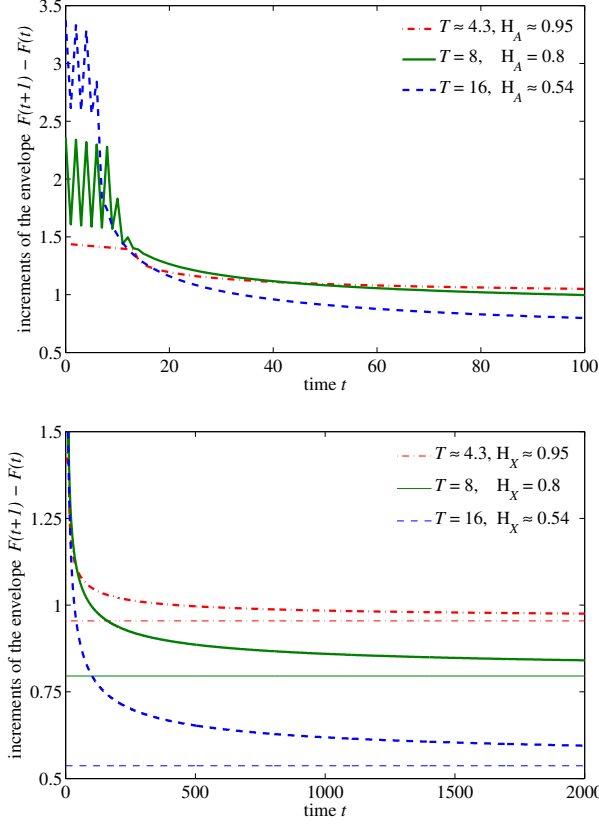 3.5
3
2.5
2
1.5
1
0.5
0 20 40 60 80 100
time t
increments of the envelope F(t+1) − F(t)
T ≈ 4.3, H_A ≈ 0.95
T = 8, H_A = 0.8
T = 16, H_A ≈ 0.54
1.5
1.25
1
0.75
0.5
0 500 1000 1500 2000
time t
increments of the envelope F(t+1) − F(t)
T ≈ 4.3, H_X ≈ 0.95
T = 8, H_X = 0.8
T = 16, H_X ≈ 0.54